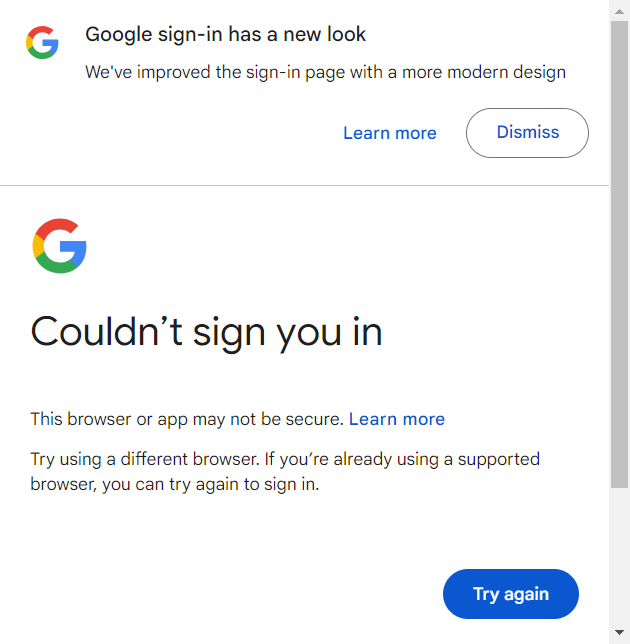 Google sign-in has a new look
We've improved the sign-in page with a more modern design
Learn more
Dismiss
Couldn’t sign you in
This browser or app may not be secure. Learn more
Try using a different browser. If you’re already using a supported
browser, you can try again to sign in.
Try again